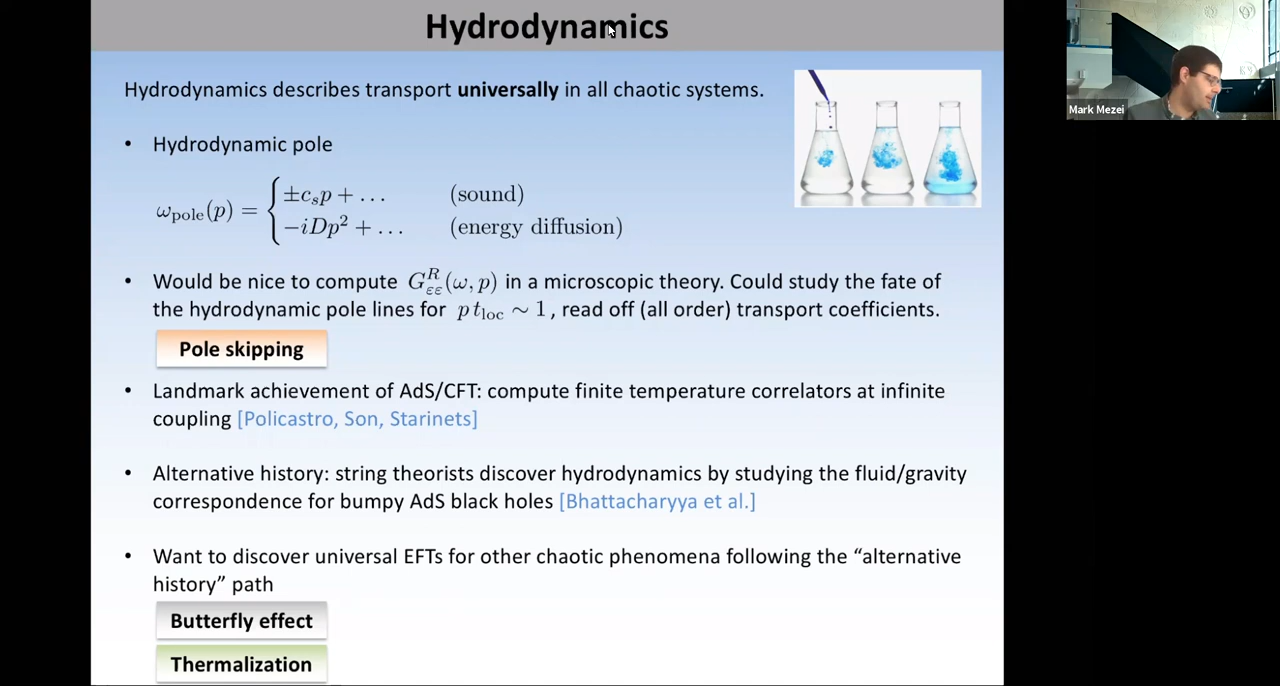 Hydrodynamics
Mark Mezei
Hydrodynamics describes transport universally in all chaotic systems.
• Hydrodynamic pole
ω_pole(p) = { ±c_s p + … (sound)
−iDp² + … (energy diffusion)
• Would be nice to compute G^R_εε(ω, p) in a microscopic theory. Could study the fate of
the hydrodynamic pole lines for p t_loc ∼ 1, read off (all order) transport coefficients.
Pole skipping
• Landmark achievement of AdS/CFT: compute finite temperature correlators at infinite
coupling [Policastro, Son, Starinets]
• Alternative history: string theorists discover hydrodynamics by studying the fluid/gravity
correspondence for bumpy AdS black holes [Bhattacharyya et al.]
• Want to discover universal EFTs for other chaotic phenomena following the “alternative
history” path
Butterfly effect
Thermalization